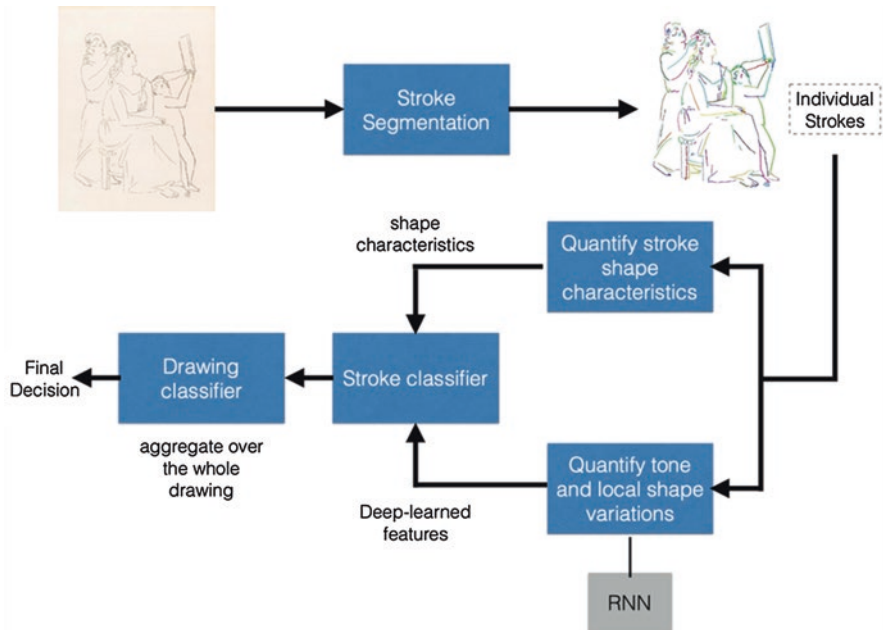 Stroke
Segmentation
Individual
Strokes
shape
characteristics
Quantify stroke
shape
characteristics
Final
Decision
Drawing
classifier
Stroke classifier
aggregate over
the whole
drawing
Deep-learned
features
Quantify tone
and local shape
variations
RNN